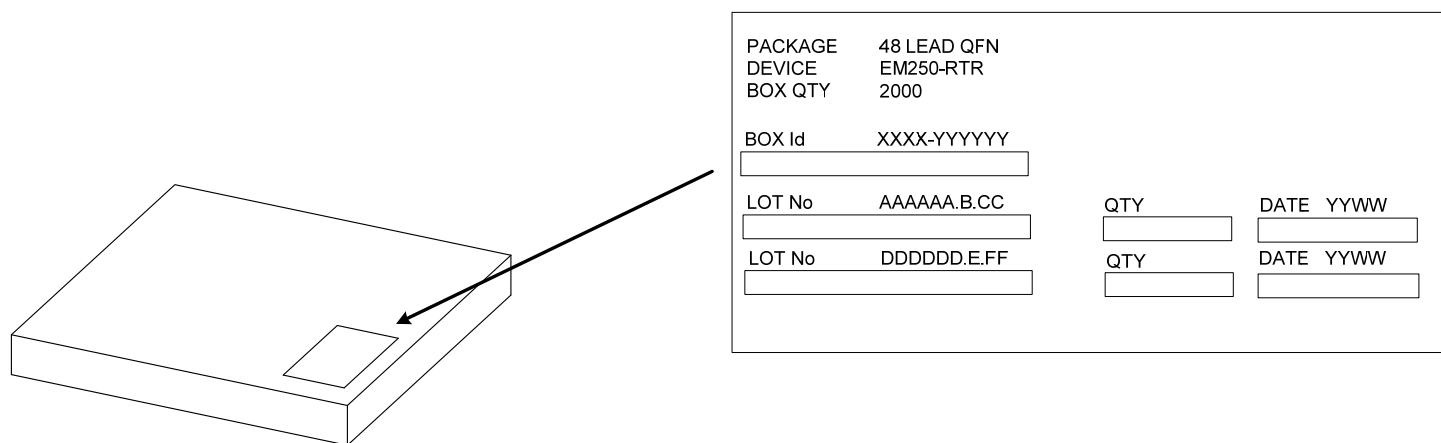 PACKAGE 48 LEAD QFN
DEVICE EM250-RTR
BOX QTY 2000
BOX Id XXXX-YYYYYY
LOT No AAAAAA.B.CC QTY DATE YYWW
LOT No DDDDDD.E.FF QTY DATE YYWW